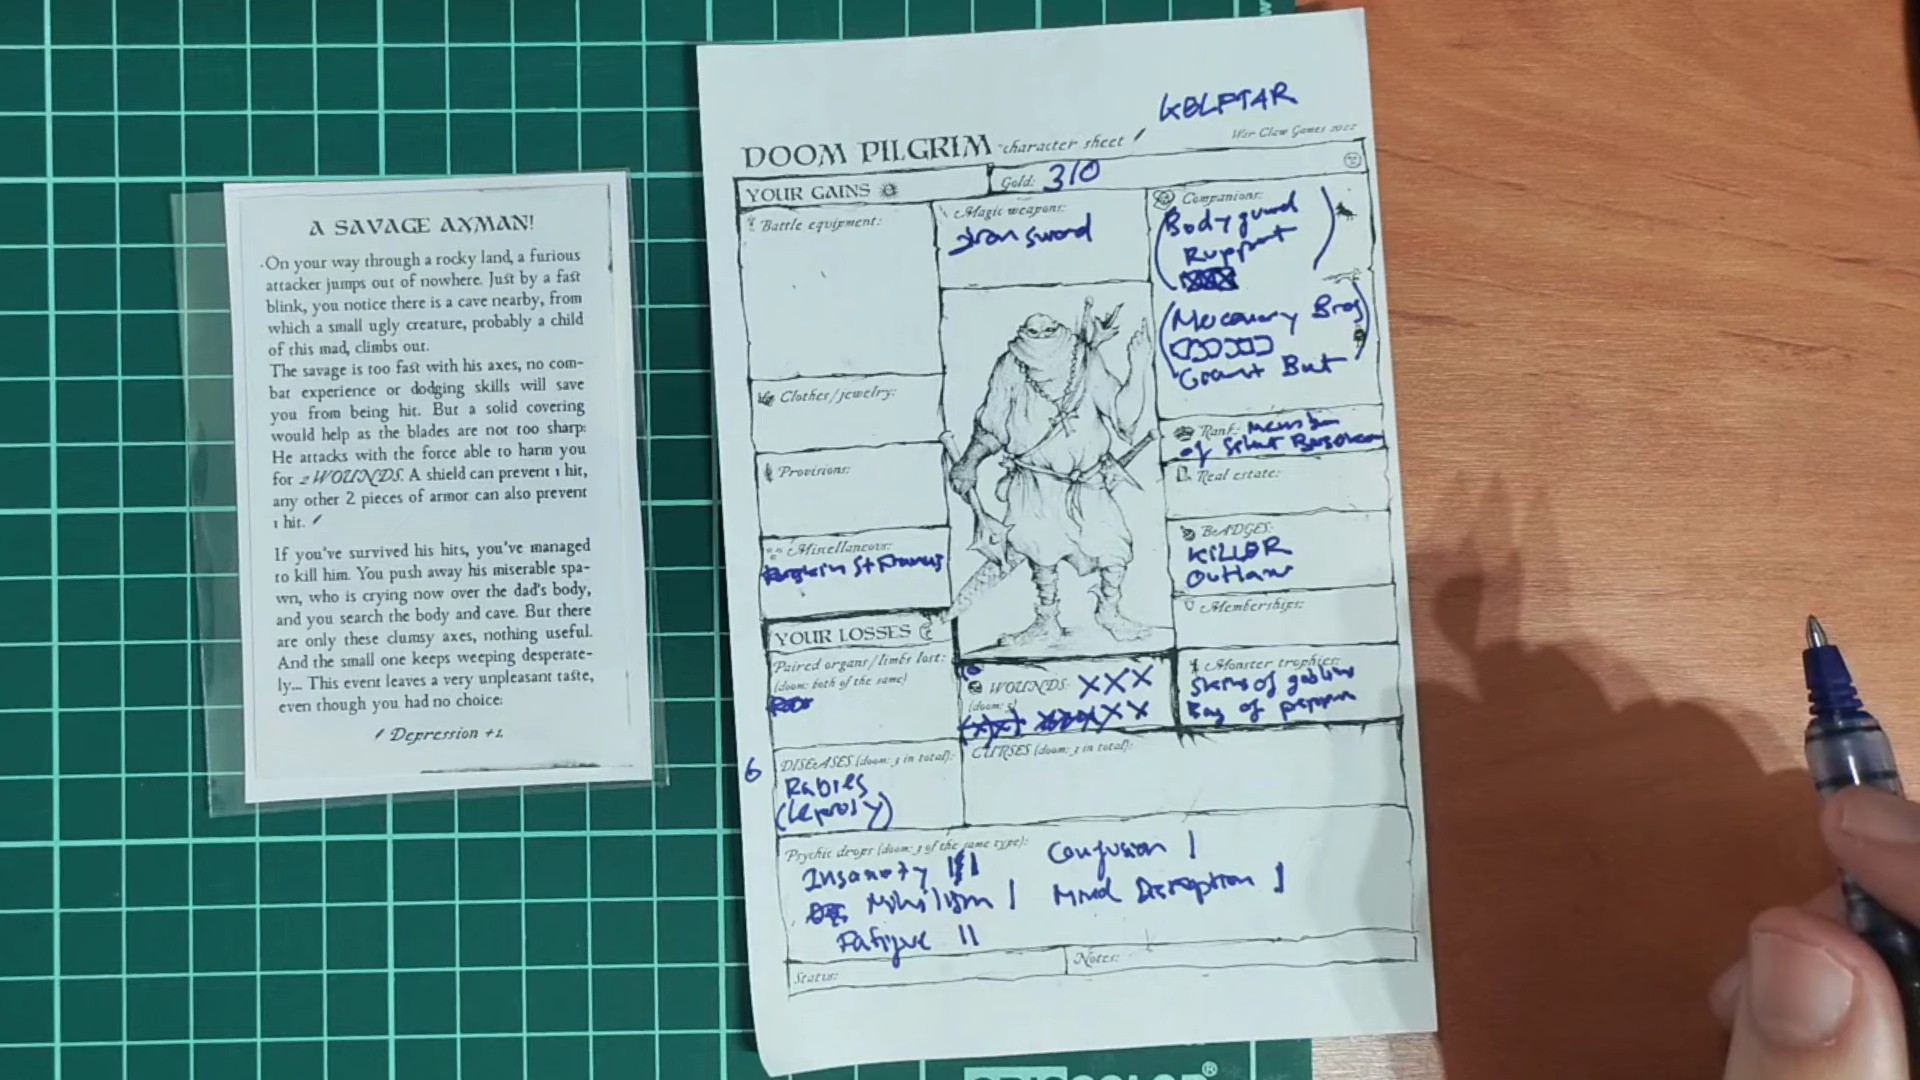 A SAVAGE AXMAN!
On your way through a rocky land, a furious
attacker jumps out of nowhere. Just by a fast
blink, you notice there is a cave nearby, from
which a small ugly creature, probably a child
of this mad, climbs out.
The savage is too fast with his axes, no com-
bat experience or dodging skills will save
you from being hit. But a solid covering
would help as the blades are not too sharp:
He attacks with the force able to harm you
for 2 WOUNDS. A shield can prevent 1 hit,
any other 2 pieces of armor can also prevent
1 hit.
If you've survived his hits, you've managed
to kill him. You push away his miserable spa-
wn, who is crying now over the dad's body,
and you search the body and cave. But there
are only these clumsy axes, nothing useful.
And the small one keeps weeping desperate-
ly... This event leaves a very unpleasant taste,
even though you had no choice:
Depression +1.
DOOM PILGRIM character sheet
War Claw Games 2022
YOUR GAINS
Gold: 310
Battle equipment:
Magic weapons:
Iron sword
Companions:
Bodyguard
Ruppert
Mercenary Bros
Grant But
Clothes/jewelry:
Rank: member
of
Provisions:
Real estate:
Miscellaneous:
St Francis
BADGES:
KILLER
Outlaw
Memberships:
YOUR LOSSES
Paired organs/limbs lost:
(doom: both of the same)
WOUNDS: XXX
(doom: 5)
Monster trophies:
Skins of goblins
Bag of
6
DISEASES (doom: 3 in total):
Rabies
(Leprosy)
CURSES (doom: 3 in total):
Psychic drops (doom: 3 of the same type):
Insanity
Confusion |
Nihilism |
Mind Deception |
Fatigue ||
Status:
Notes: